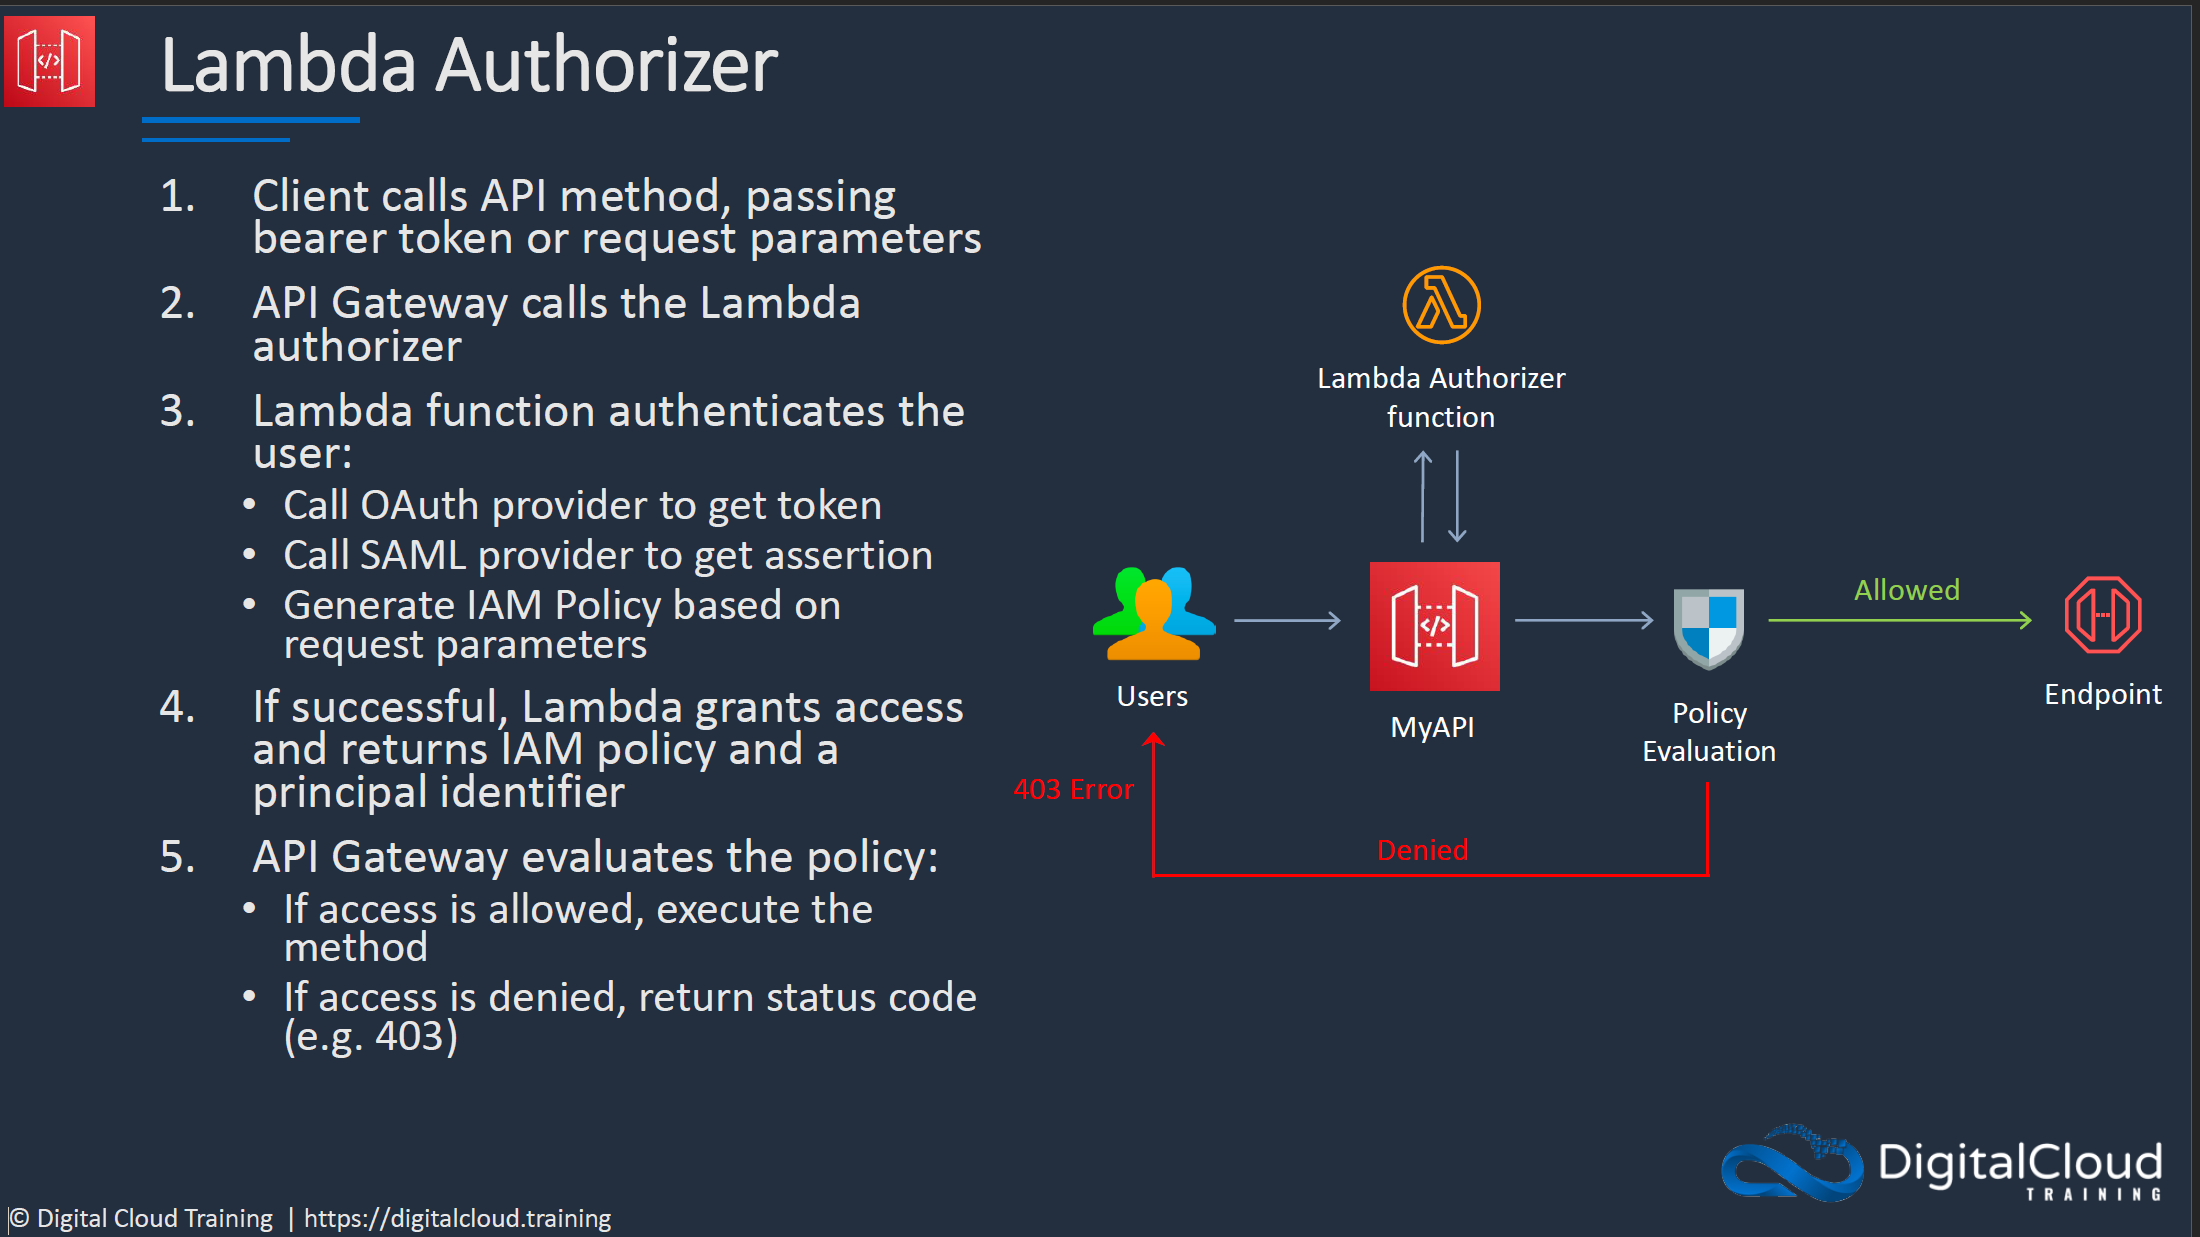 Lambda Authorizer
1. Client calls API method, passing
bearer token or request parameters
2. API Gateway calls the Lambda
authorizer
3. Lambda function authenticates the
user:
• Call OAuth provider to get token
• Call SAML provider to get assertion
• Generate IAM Policy based on
request parameters
4. If successful, Lambda grants access
and returns IAM policy and a
principal identifier
5. API Gateway evaluates the policy:
• If access is allowed, execute the
method
• If access is denied, return status code
(e.g. 403)
Lambda Authorizer
function
Users
MyAPI
Policy
Evaluation
Allowed
Endpoint
403 Error
Denied
DigitalCloud
TRAINING
© Digital Cloud Training | https://digitalcloud.training